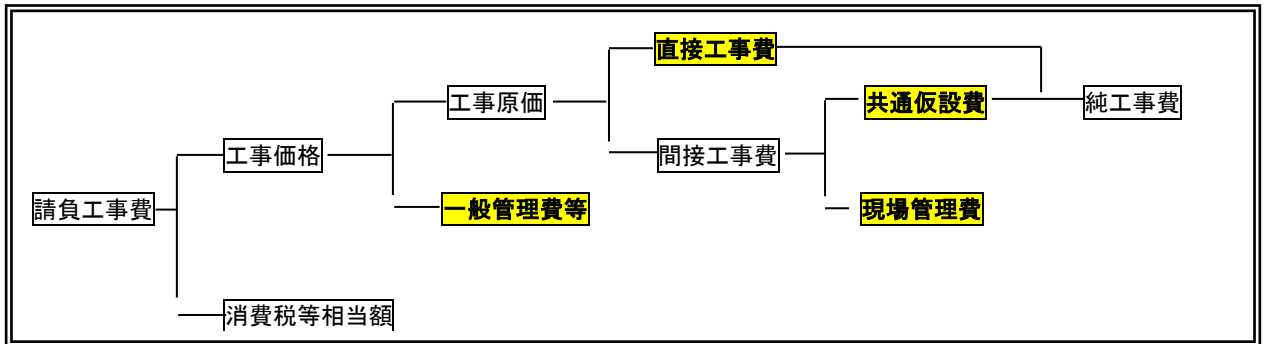 直接工事費
工事原価
共通仮設費
純工事費
工事価格
間接工事費
請負工事費
一般管理費等
現場管理費
消費税等相当額